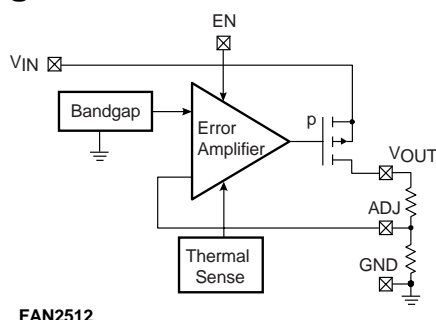 EN
VIN
Bandgap
Error
Amplifier
p
VOUT
ADJ
Thermal
Sense
GND
FAN2512